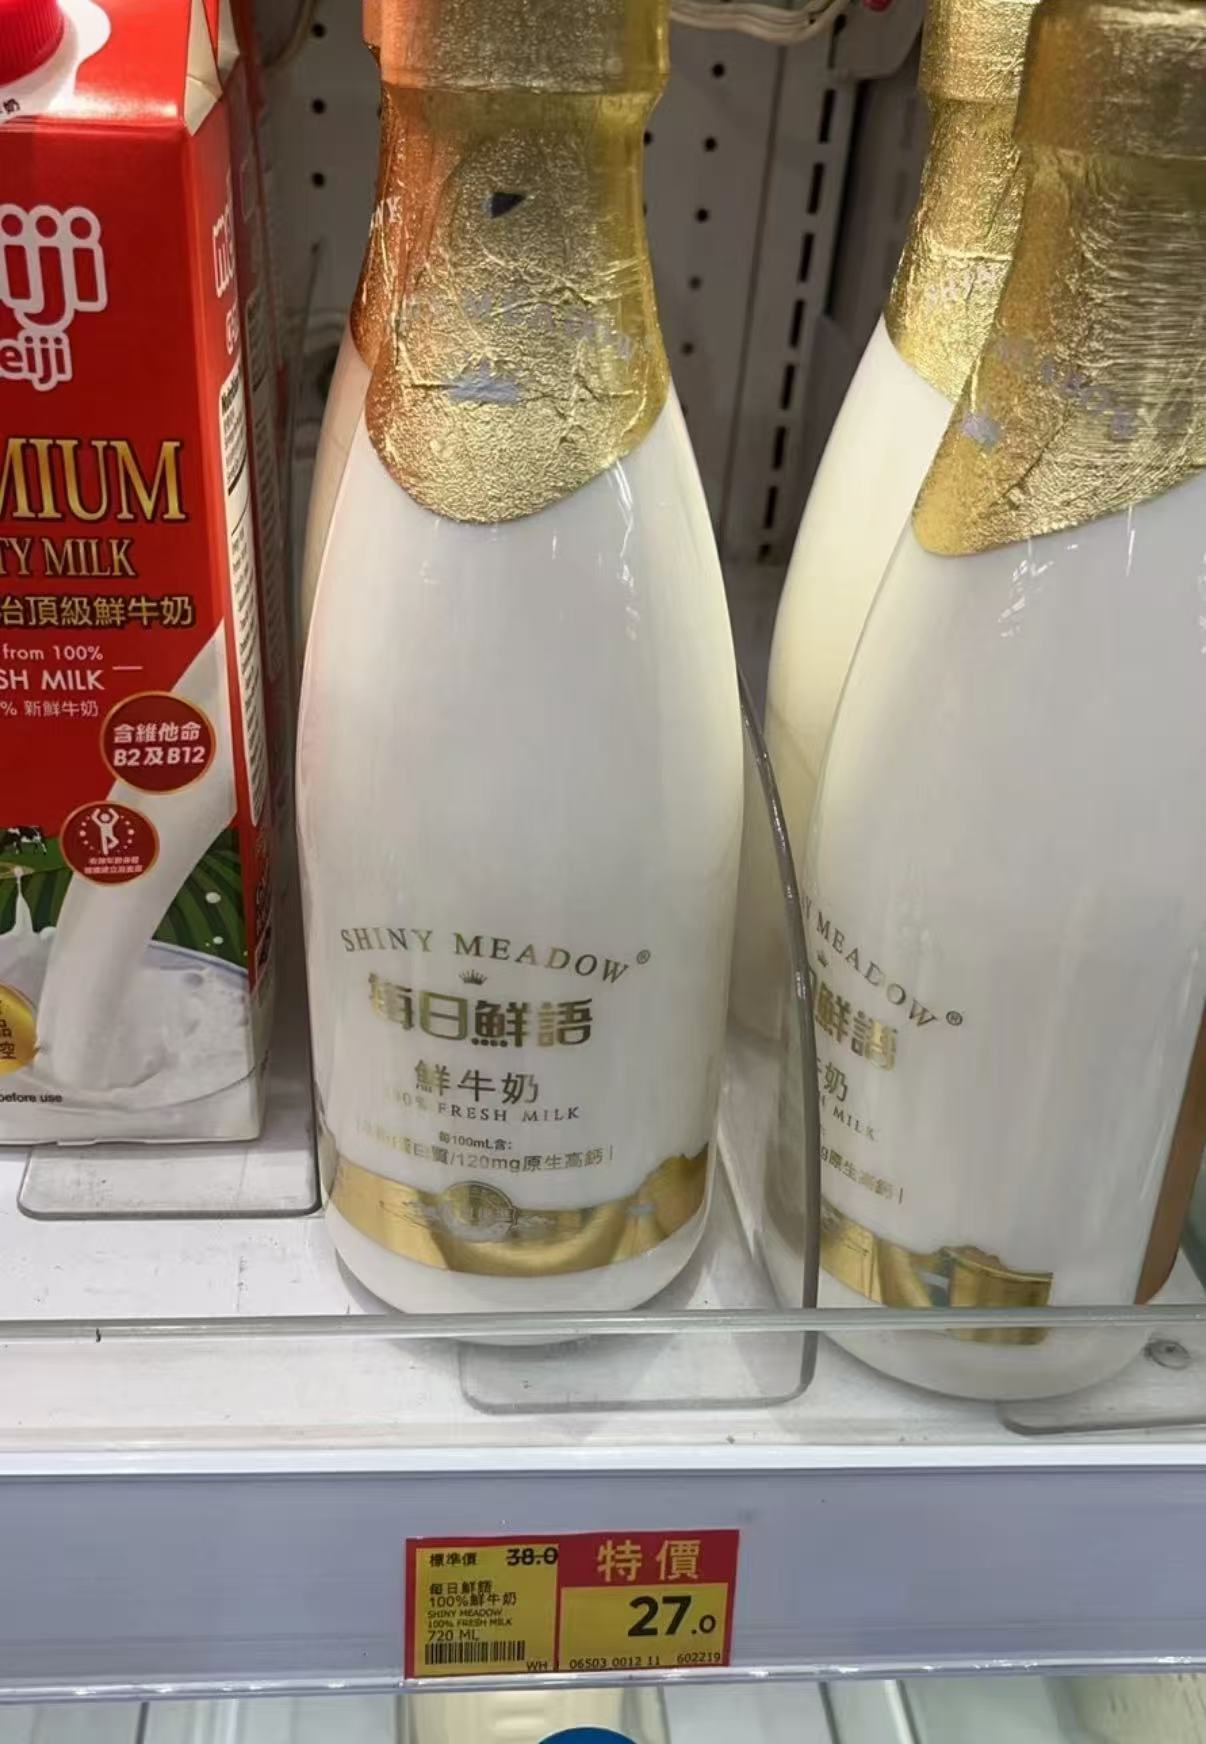 meiji
PREMIUM
MILK
頂級鮮牛奶
from 100%
MILK
% 新鮮牛奶
含維他命
B2及B12
before use
SHINY MEADOW®
每日鮮語
鮮牛奶
FRESH MILK
每100mL含:
質/120mg原生高鈣|
MEADOW®
鮮語
奶
MILK
原生高鈣|
標準價 38.0
特價
27.0
每日鮮語
100%鮮牛奶
SHINY MEADOW
100% FRESH MILK
720 ML
WH 06503 0012 11 602219